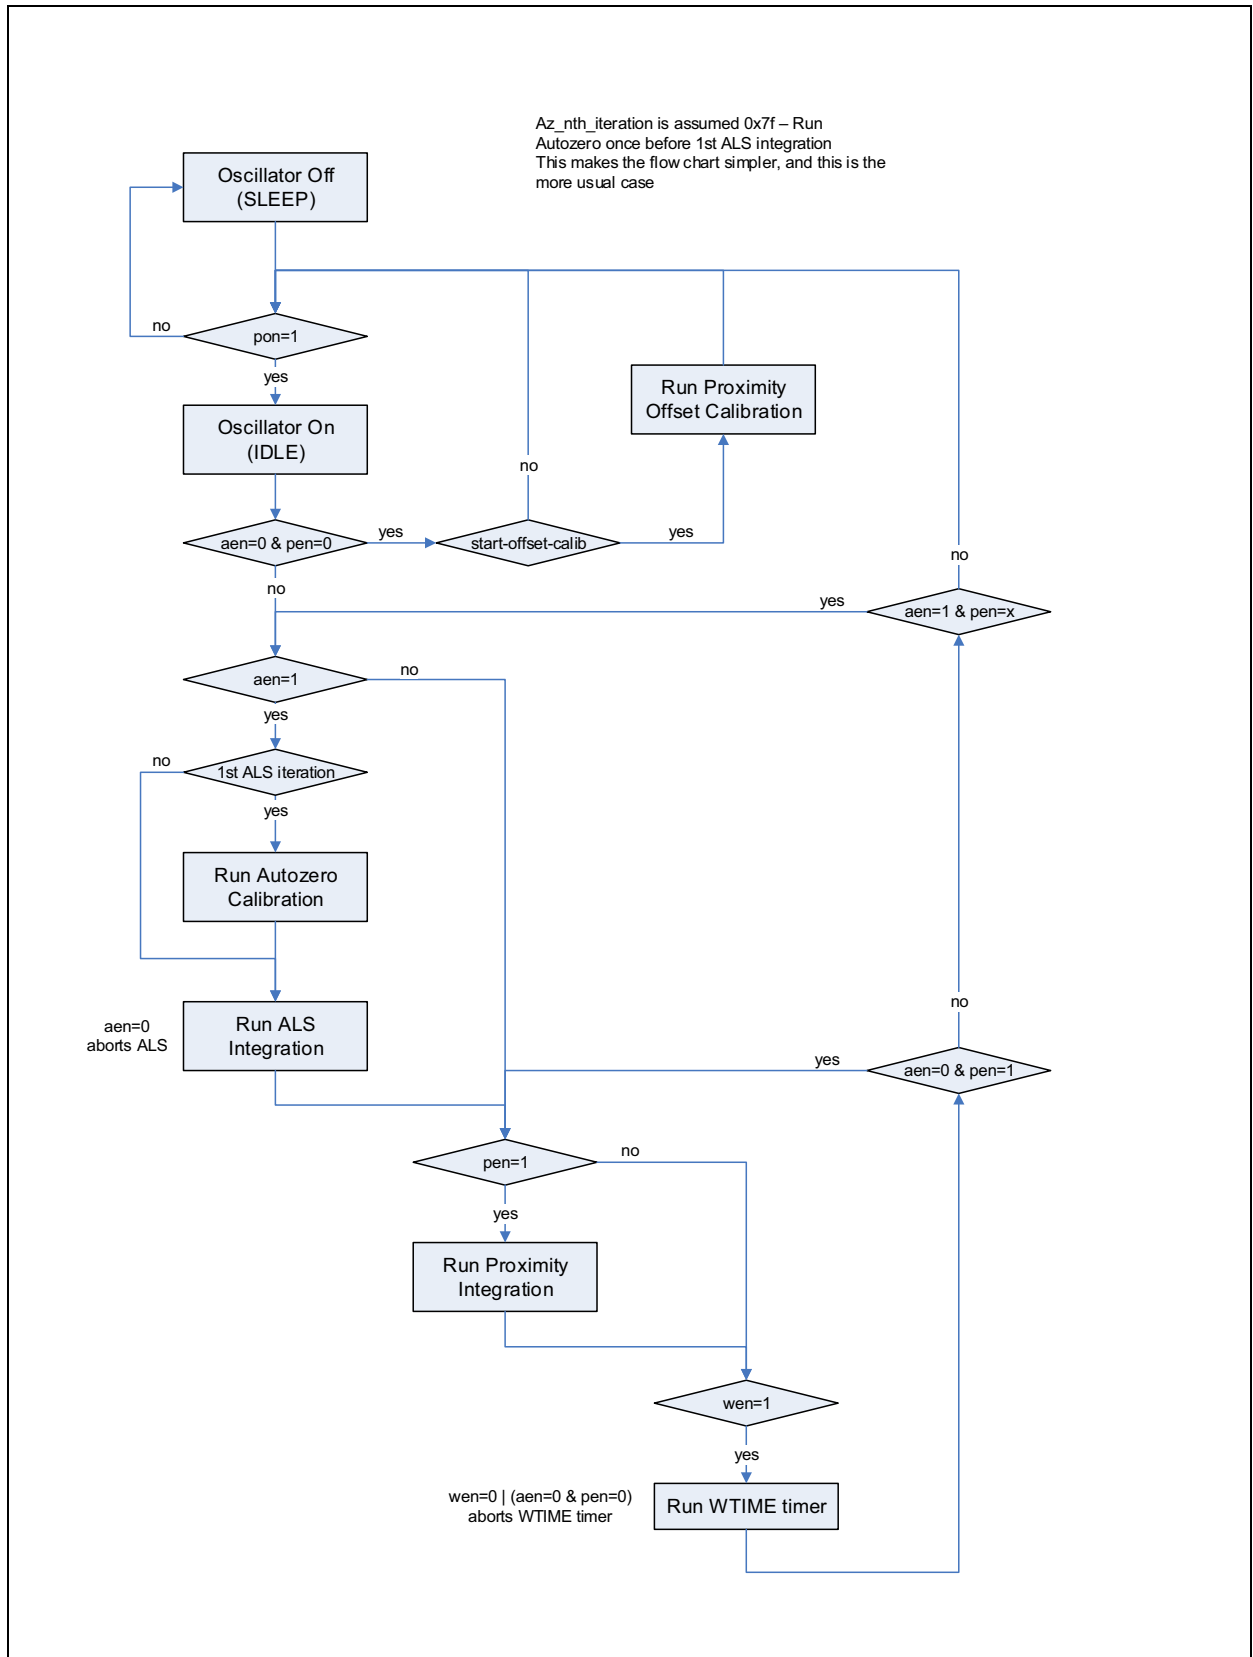 Az_nth_iteration is assumed 0x7f – Run
Autozero once before 1st ALS integration
This makes the flow chart simpler, and this is the
more usual case
Oscillator Off
(SLEEP)
no
pon=1
yes
Run Proximity
Offset Calibration
Oscillator On
(IDLE)
no
aen=0 & pen=0
yes
start-offset-calib
yes
no
no
yes
aen=1 & pen=x
aen=1
no
yes
no
1st ALS iteration
yes
Run Autozero
Calibration
no
aen=0
aborts ALS
Run ALS
Integration
yes
aen=0 & pen=1
pen=1
no
yes
Run Proximity
Integration
wen=1
yes
wen=0 | (aen=0 & pen=0)
aborts WTIME timer
Run WTIME timer